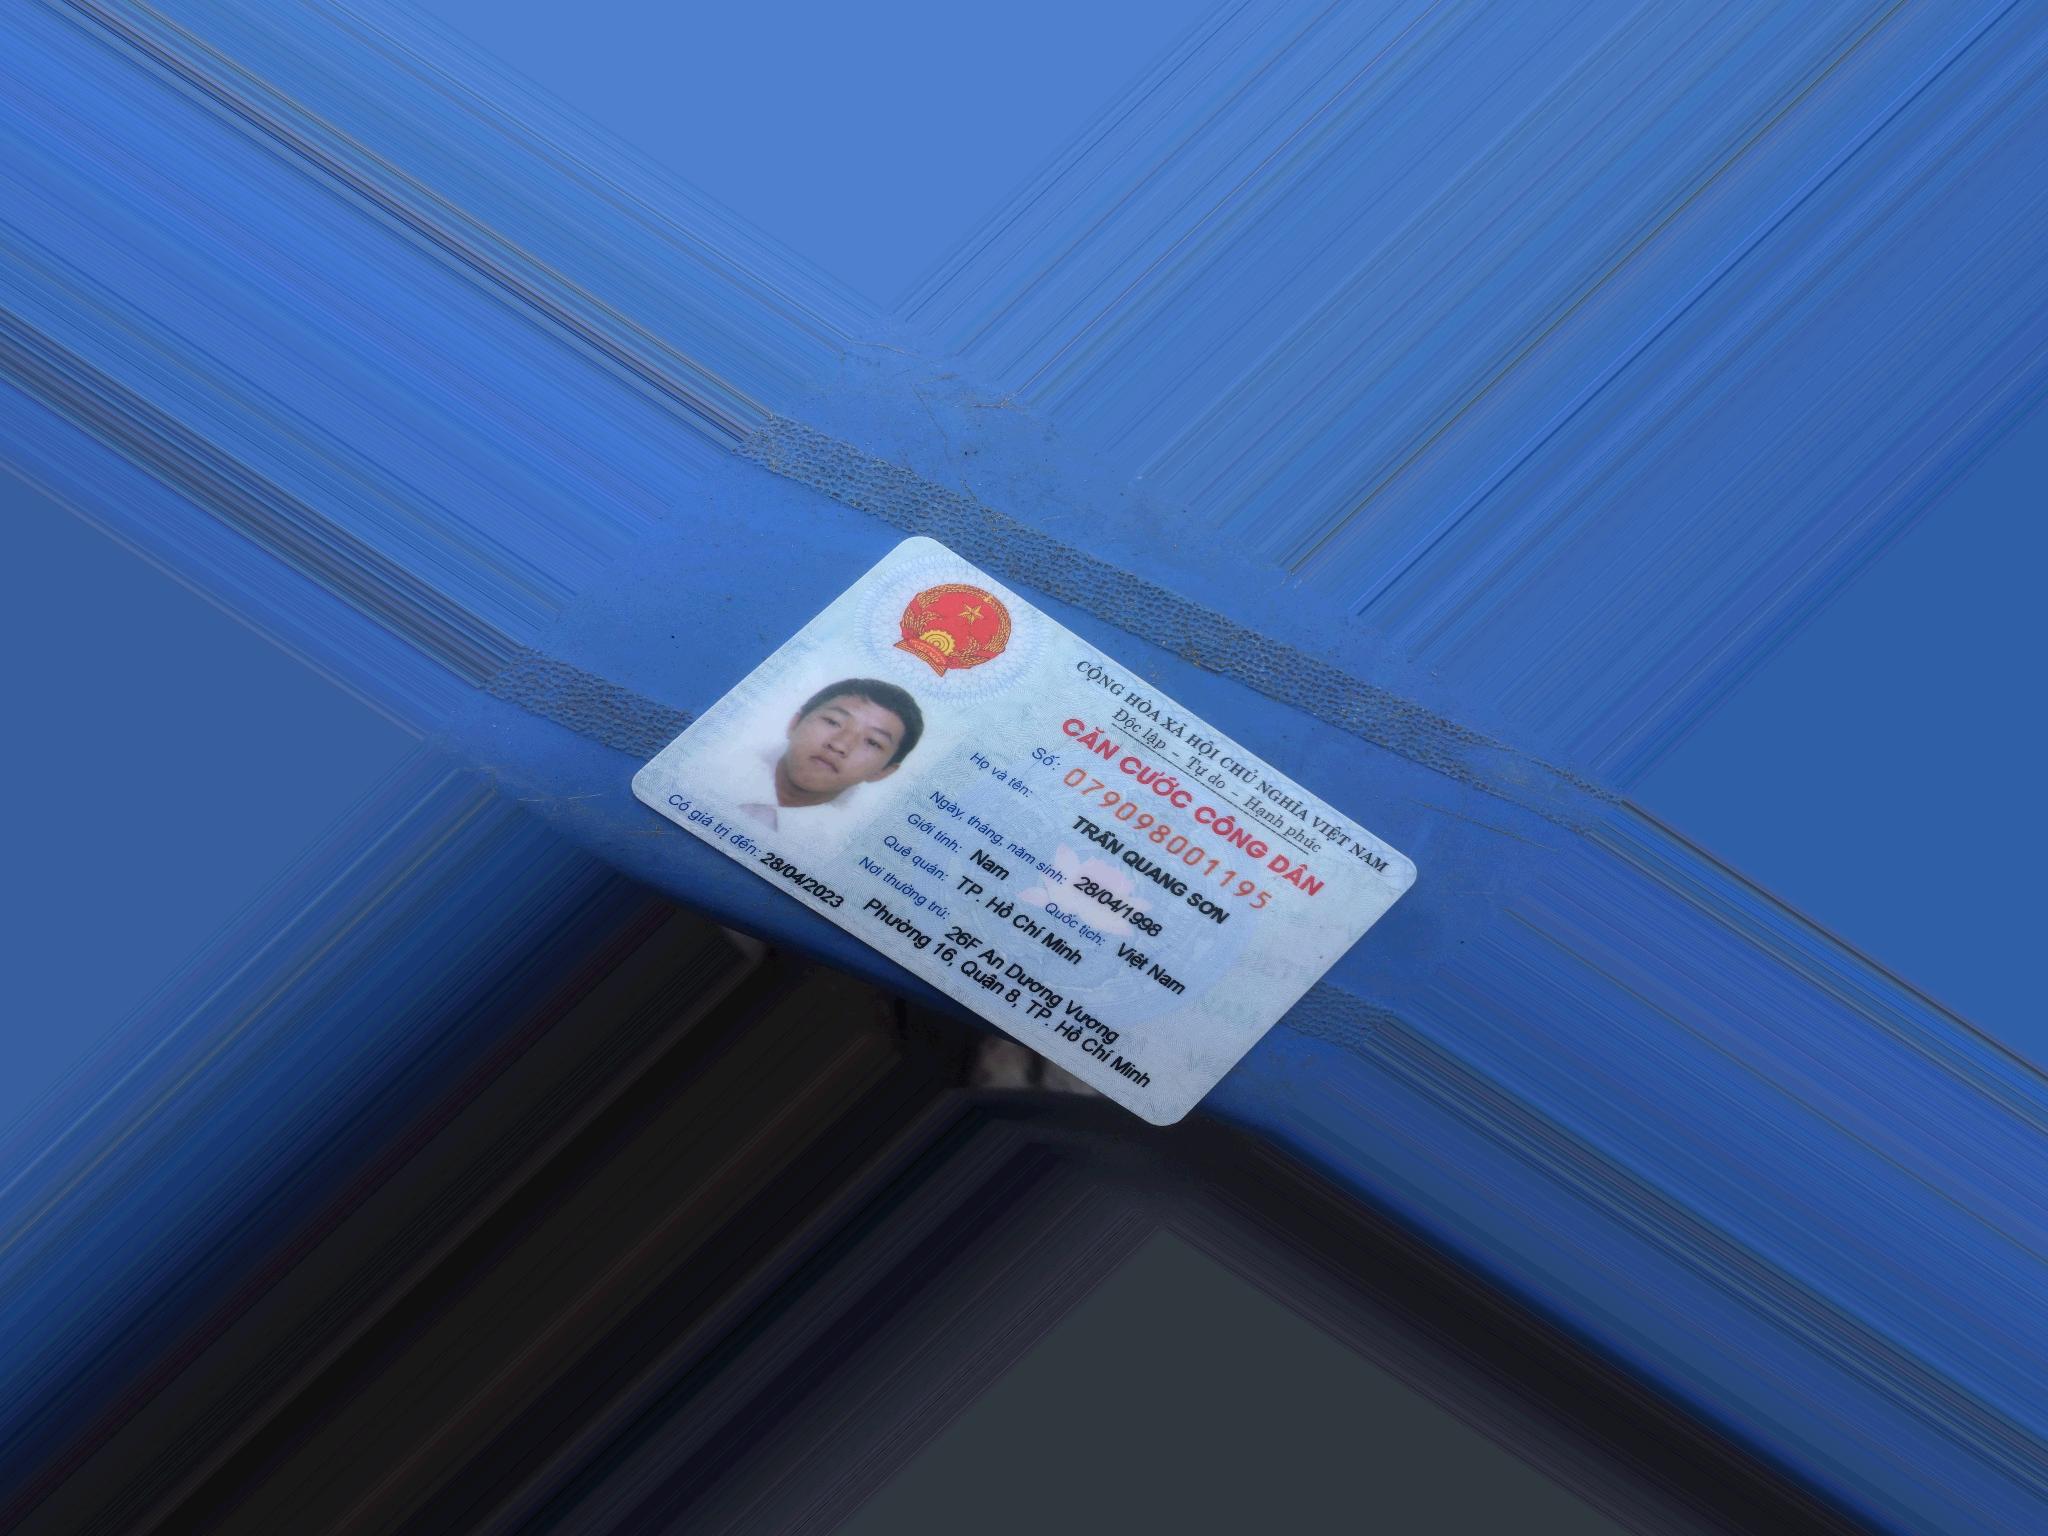 CỘNG HÒA XÃ HỘI CHỦ NGHĨA VIỆT NAM
Độc lập - Tự do - Hạnh phúc
CĂN CƯỚC CÔNG DÂN
Số: 079098001195
Họ và tên: TRẦN QUANG SƠN
Ngày, tháng, năm sinh: 28/04/1998
Giới tính: Nam Quốc tịch: Việt Nam
Quê quán: TP. Hồ Chí Minh
Nơi thường trú: 26F An Dương Vương
Phường 16, Quận 8, TP. Hồ Chí Minh
Có giá trị đến: 28/04/2023